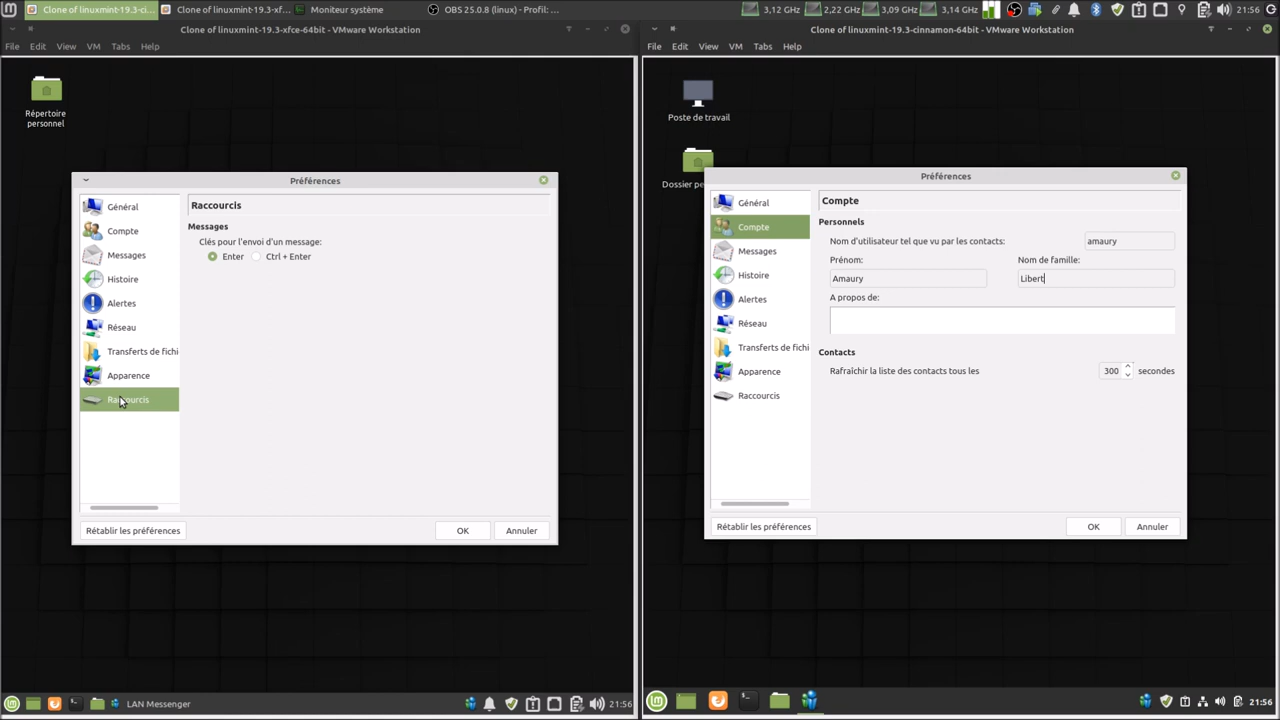 Clone of linuxmint-19.3-ci...
Clone of linuxmint-19.3-xf...
Moniteur système
OBS 25.0.8 (linux) - Profil: ...
3,12 GHz
2,22 GHz
3,09 GHz
3,14 GHz
21:56
Clone of linuxmint-19.3-xfce-64bit - VMware Workstation
File Edit View VM Tabs Help
Répertoire
personnel
Préférences
Général
Compte
Messages
Histoire
Alertes
Réseau
Transferts de fichi
Apparence
Raccourcis
Raccourcis
Messages
Clés pour l'envoi d'un message:
Enter Ctrl + Enter
Rétablir les préférences OK Annuler
LAN Messenger
21:56
Clone of linuxmint-19.3-cinnamon-64bit - VMware Workstation
File Edit View VM Tabs Help
Poste de travail
Dossier pe
Préférences
Général
Compte
Messages
Histoire
Alertes
Réseau
Transferts de fichi
Apparence
Raccourcis
Compte
Personnels
Nom d'utilisateur tel que vu par les contacts: amaury
Prénom: Nom de famille:
Amaury Libert
A propos de:
Contacts
Rafraîchir la liste des contacts tous les 300 secondes
Rétablir les préférences OK Annuler
21:56